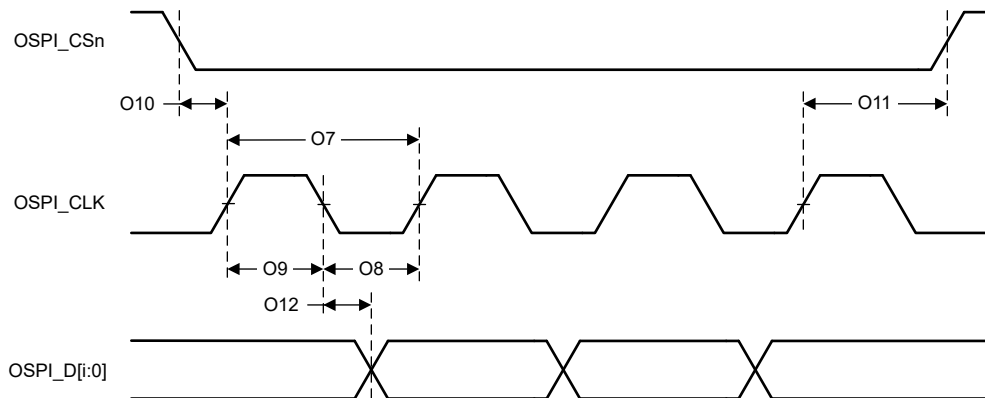 OSPI_CSn
O10
O11
O7
OSPI_CLK
O9
O8
O12
OSPI_D[i:0]